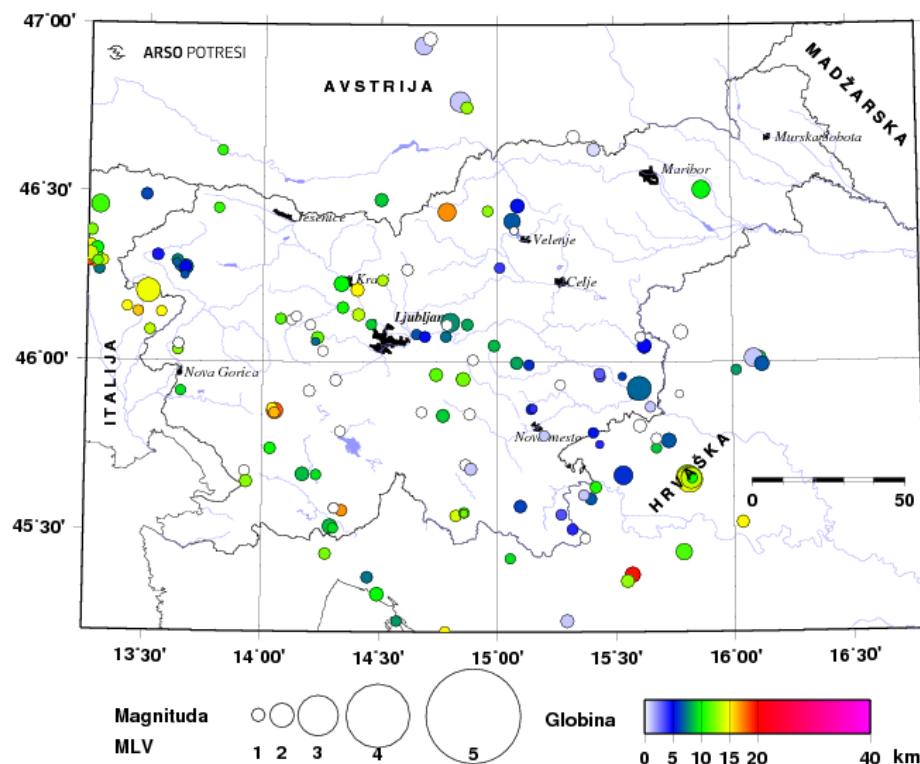 47°00'
ARSO POTRESI
AVSTRIJA
MADŽARSKA
Murska Sobota
Maribor
46°30'
Jesenice
Velenje
Kranj
Celje
Ljubljana
46°00'
Nova Gorica
ITALIJA
Novo mesto
HRVAŠKA
0 50
45°30'
13°30' 14°00' 14°30' 15°00' 15°30' 16°00' 16°30'
Magnituda
MLV
1 2 3 4 5
Globina
0 5 10 15 20 40 km